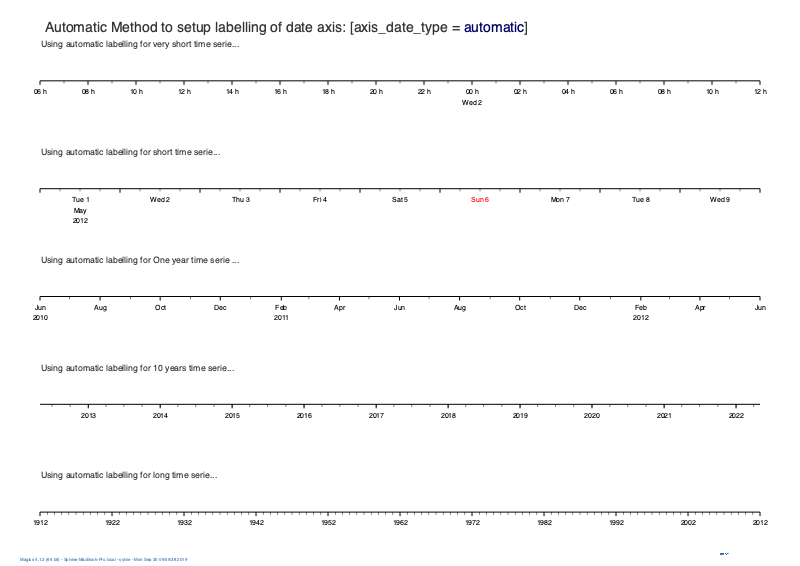 Automatic Method to setup labelling of date axis: [axis_date_type = automatic]
Using automatic labelling for very short time serie...
06 h 08 h 10 h 12 h 14 h 16 h 18 h 20 h 22 h 00 h 02 h 04 h 06 h 08 h 10 h 12 h
Wed 2
Using automatic labelling for short time serie...
Tue 1 Wed 2 Thu 3 Fri 4 Sat 5 Sun 6 Mon 7 Tue 8 Wed 9
May
2012
Using automatic labelling for One year time serie ...
Jun Aug Oct Dec Feb Apr Jun Aug Oct Dec Feb Apr Jun
2010 2011 2012
Using automatic labelling for 10 years time serie...
2013 2014 2015 2016 2017 2018 2019 2020 2021 2022
Using automatic labelling for long time serie...
1912 1922 1932 1942 1952 1962 1972 1982 1992 2002 2012